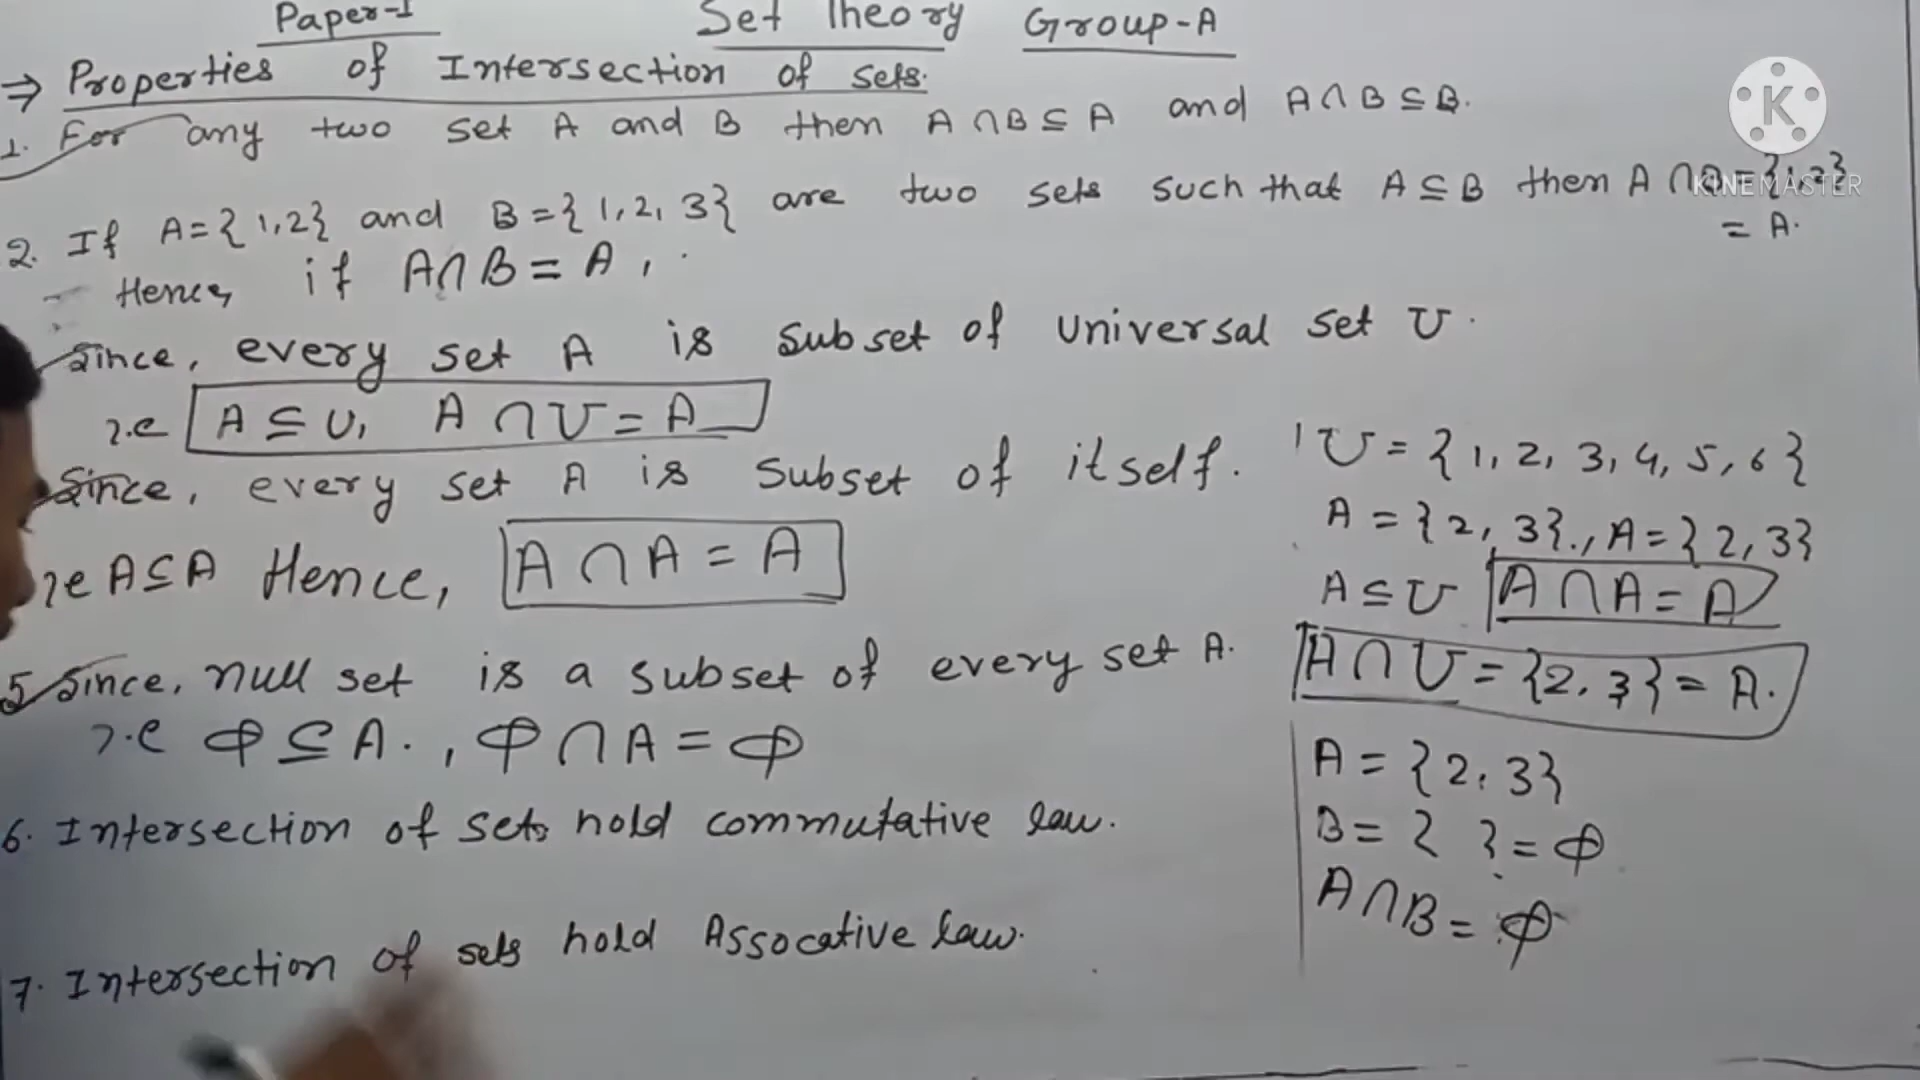 Paper-I Set Theory Group-A
⇒ Properties of Intersection of sets.
1. For any two set A and B then A∩B⊆A and A∩B⊆B.
2. If A={1,2} and B={1,2,3} are two sets such that A⊆B then A∩B={1,2}
= A.
Hence, if A∩B=A,
Since, every set A is subset of universal set U.
i.e A⊆U, A∩U=A
Since, every set A is subset of itself.
ie A⊆A Hence, A∩A=A
5 Since, null set is a subset of every set A.
i.e φ⊆A., φ∩A=φ
6. Intersection of sets hold commutative law.
7. Intersection of sets hold Assocative law.
U={1,2,3,4,5,6}
A={2,3}., A={2,3}
A⊆U A∩A=A
A∩U={2,3}=A.
A={2,3}
B={ }=φ
A∩B=φ
K
KINEMASTER